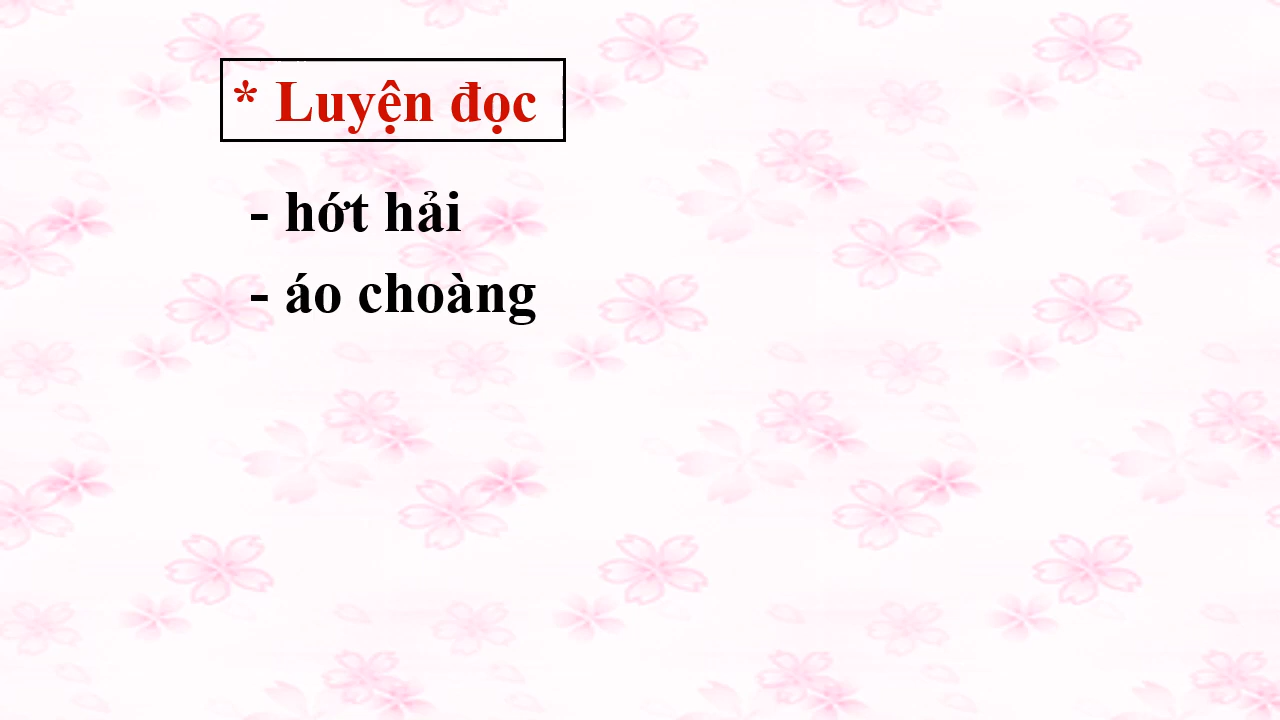 * Luyện đọc
- hớt hải
- áo choàng